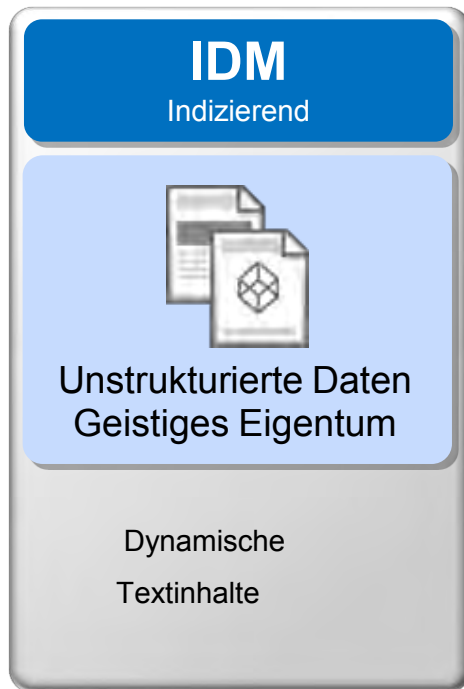 IDM
Indizierend
Unstrukturierte Daten
Geistiges Eigentum
Dynamische
Textinhalte